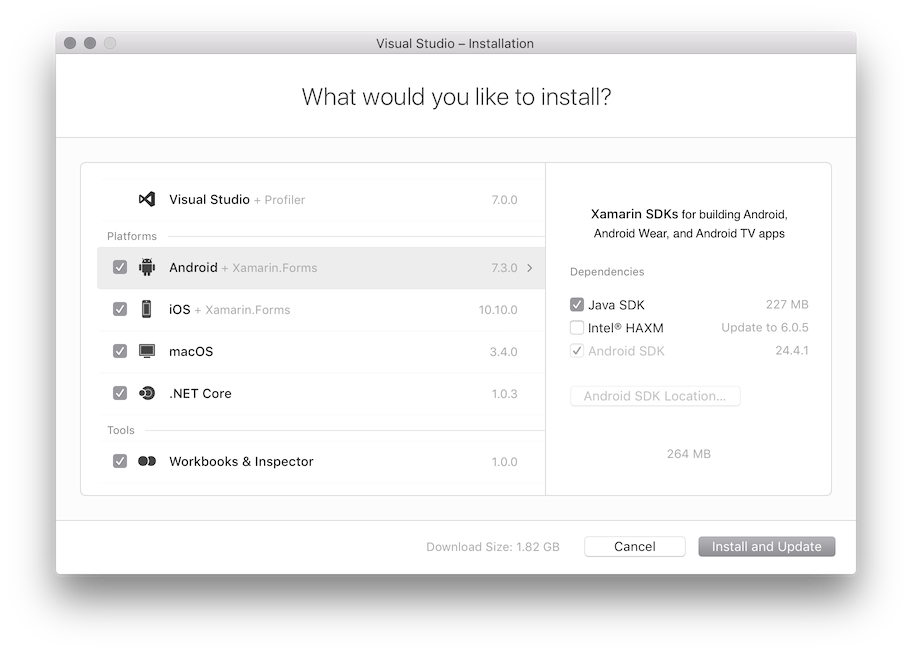 Visual Studio – Installation
What would you like to install?
Visual Studio + Profiler 7.0.0
Platforms
Android + Xamarin.Forms 7.3.0
iOS + Xamarin.Forms 10.10.0
macOS 3.4.0
.NET Core 1.0.3
Tools
Workbooks & Inspector 1.0.0
Xamarin SDKs for building Android,
Android Wear, and Android TV apps
Dependencies
Java SDK 227 MB
Intel® HAXM Update to 6.0.5
Android SDK 24.4.1
Android SDK Location...
264 MB
Download Size: 1.82 GB Cancel Install and Update